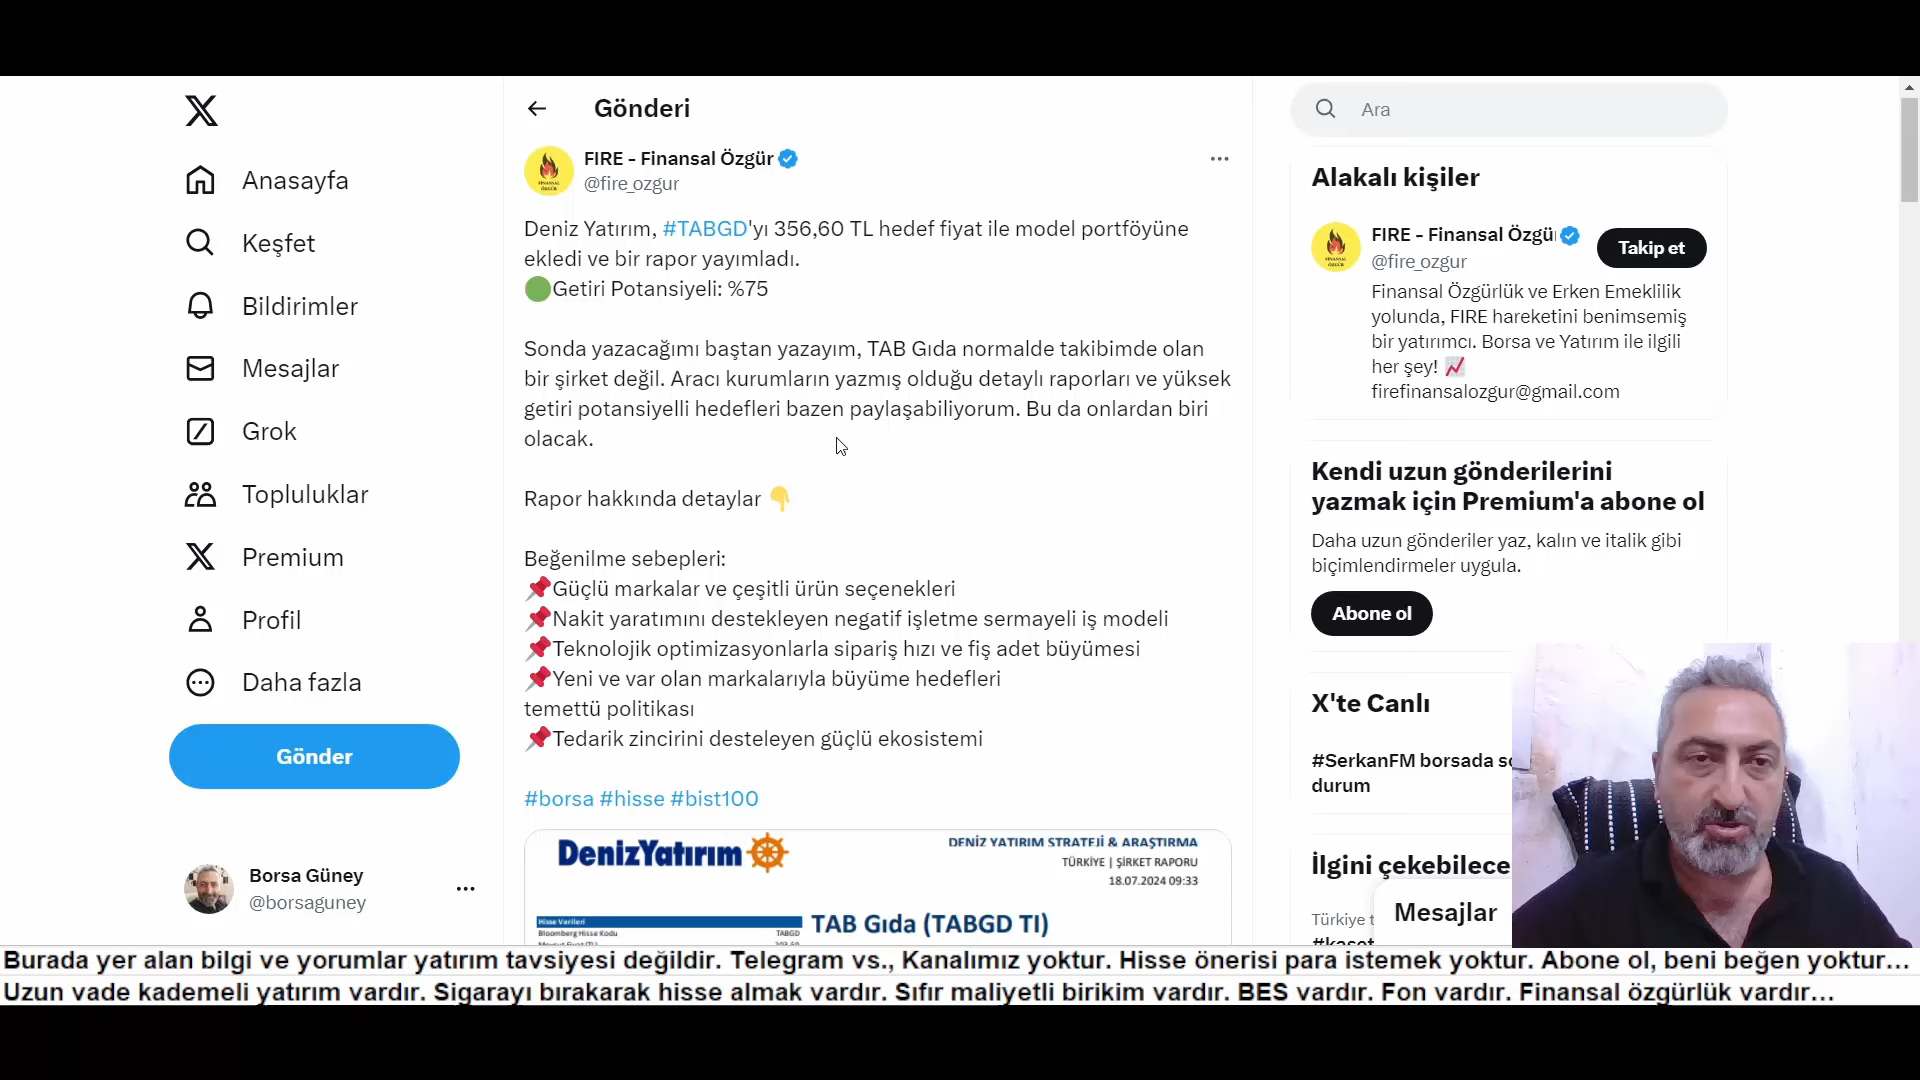 Anasayfa
Keşfet
Bildirimler
Mesajlar
Grok
Topluluklar
Premium
Profil
Daha fazla
Gönder
Borsa Güney
@borsaguney
Gönderi
FIRE - Finansal Özgür
@fire_ozgur
Deniz Yatırım, #TABGD'yı 356,60 TL hedef fiyat ile model portföyüne
ekledi ve bir rapor yayımladı.
Getiri Potansiyeli: %75
Sonda yazacağımı baştan yazayım, TAB Gıda normalde takibimde olan
bir şirket değil. Aracı kurumların yazmış olduğu detaylı raporları ve yüksek
getiri potansiyelli hedefleri bazen paylaşabiliyorum. Bu da onlardan biri
olacak.
Rapor hakkında detaylar
Beğenilme sebepleri:
Güçlü markalar ve çeşitli ürün seçenekleri
Nakit yaratımını destekleyen negatif işletme sermayeli iş modeli
Teknolojik optimizasyonlarla sipariş hızı ve fiş adet büyümesi
Yeni ve var olan markalarıyla büyüme hedefleri
temettü politikası
Tedarik zincirini desteleyen güçlü ekosistemi
#borsa #hisse #bist100
DenizYatırım
DENİZ YATIRIM STRATEJİ & ARAŞTIRMA
TÜRKİYE | ŞİRKET RAPORU
18.07.2024 09:33
Hisse Verileri
Bloomberg Hisse Kodu TABGD
TAB Gıda (TABGD TI)
Ara
Alakalı kişiler
FIRE - Finansal Özgü
@fire_ozgur
Takip et
Finansal Özgürlük ve Erken Emeklilik
yolunda, FIRE hareketini benimsemiş
bir yatırımcı. Borsa ve Yatırım ile ilgili
her şey!
firefinansalozgur@gmail.com
Kendi uzun gönderilerini
yazmak için Premium'a abone ol
Daha uzun gönderiler yaz, kalın ve italik gibi
biçimlendirmeler uygula.
Abone ol
X'te Canlı
#SerkanFM borsada so
durum
İlgini çekebilece
Türkiye t
Mesajlar
Burada yer alan bilgi ve yorumlar yatırım tavsiyesi değildir. Telegram vs., Kanalımız yoktur. Hisse önerisi para istemek yoktur. Abone ol, beni beğen yoktur...
Uzun vade kademeli yatırım vardır. Sigarayı bırakarak hisse almak vardır. Sıfır maliyetli birikim vardır. BES vardır. Fon vardır. Finansal özgürlük vardır...